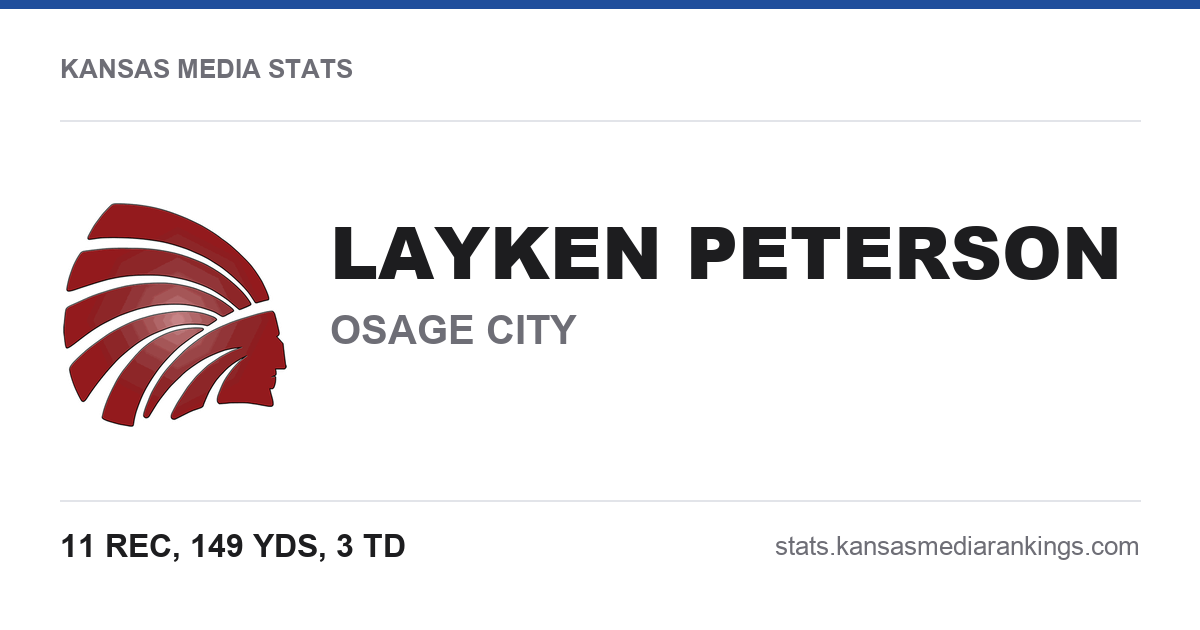 KANSAS MEDIA STATS
LAYKEN PETERSON
OSAGE CITY
11 REC, 149 YDS, 3 TD
stats.kansasmediarankings.com